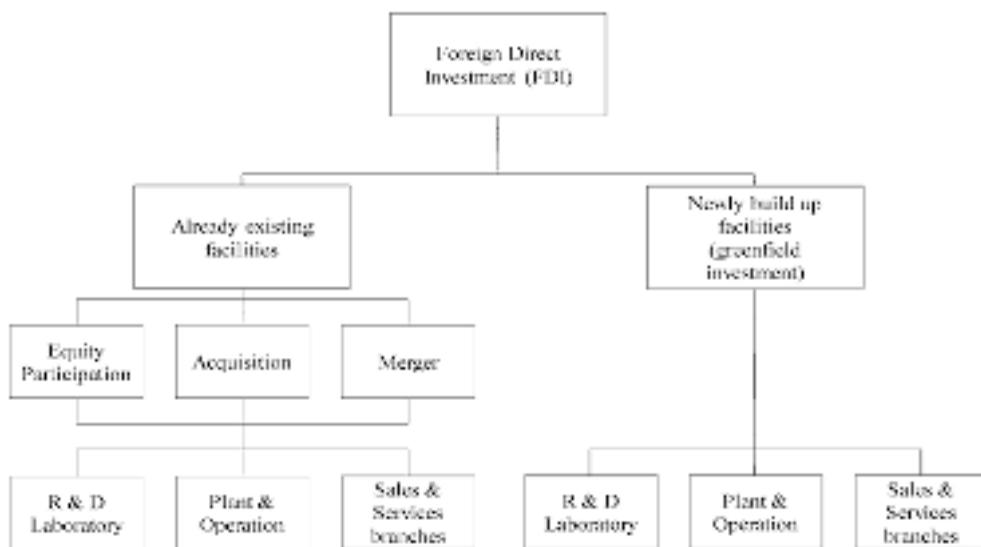 Foreign Direct
Investment (FDI)
Already existing
facilities
Newly build up
facilities
(greenfield
investment)
Equity
Participation
Acquisition
Merger
R & D
Laboratory
Plant &
Operation
Sales &
Services
branches
R & D
Laboratory
Plant &
Operation
Sales &
Services
branches